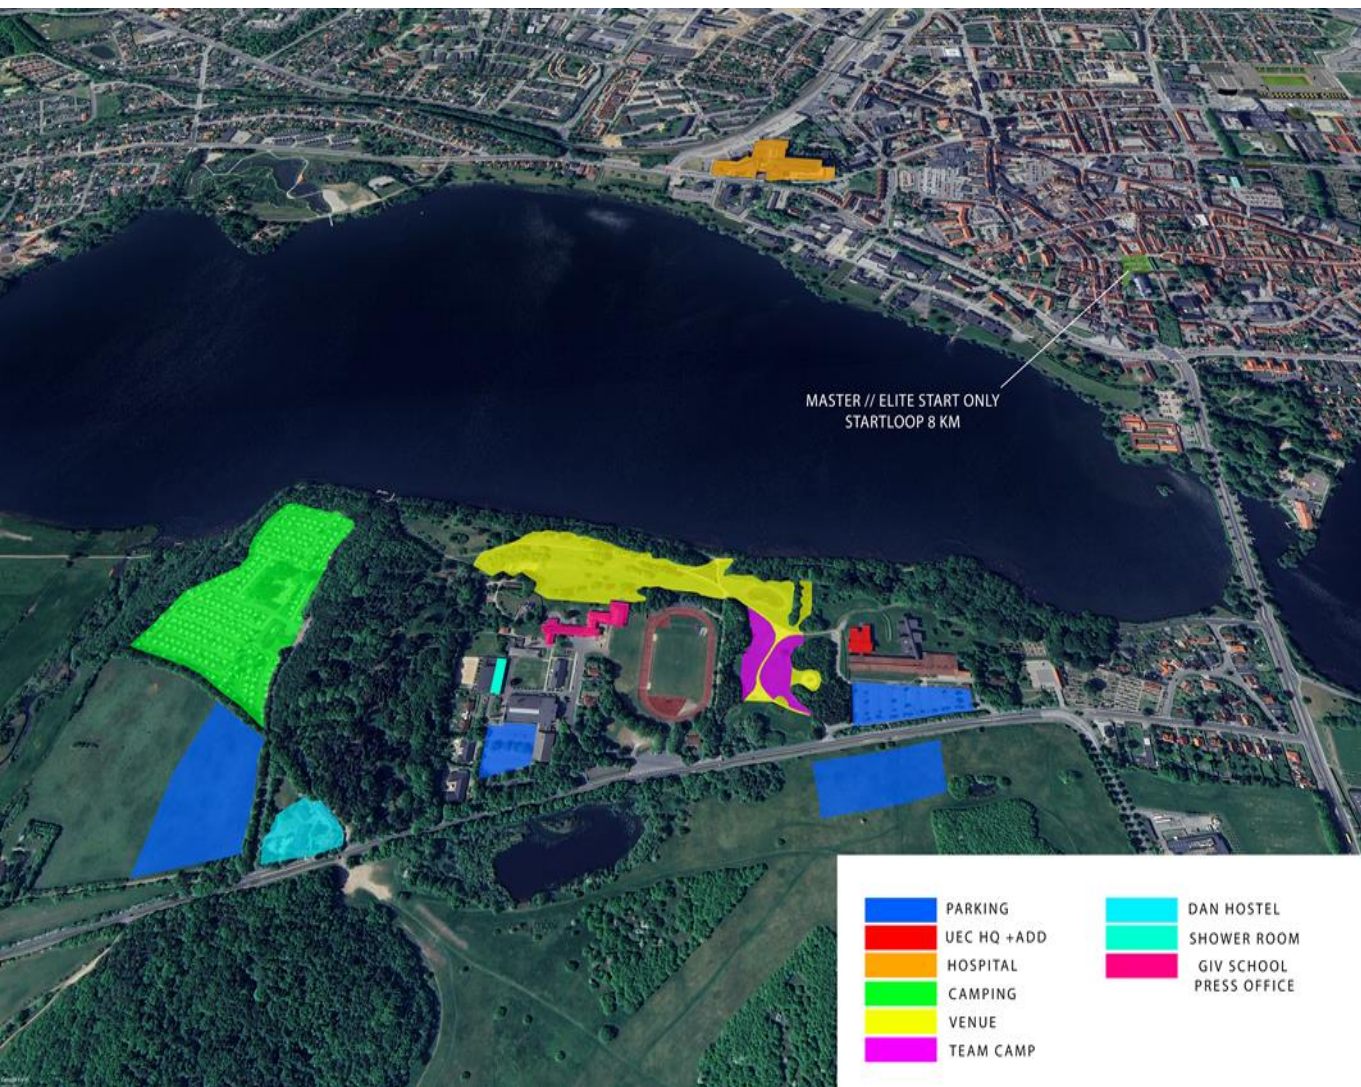 MASTER // ELITE START ONLY
STARTLOOP 8 KM
PARKING
UEC HQ +ADD
HOSPITAL
CAMPING
VENUE
TEAM CAMP
DAN HOSTEL
SHOWER ROOM
GIV SCHOOL
PRESS OFFICE